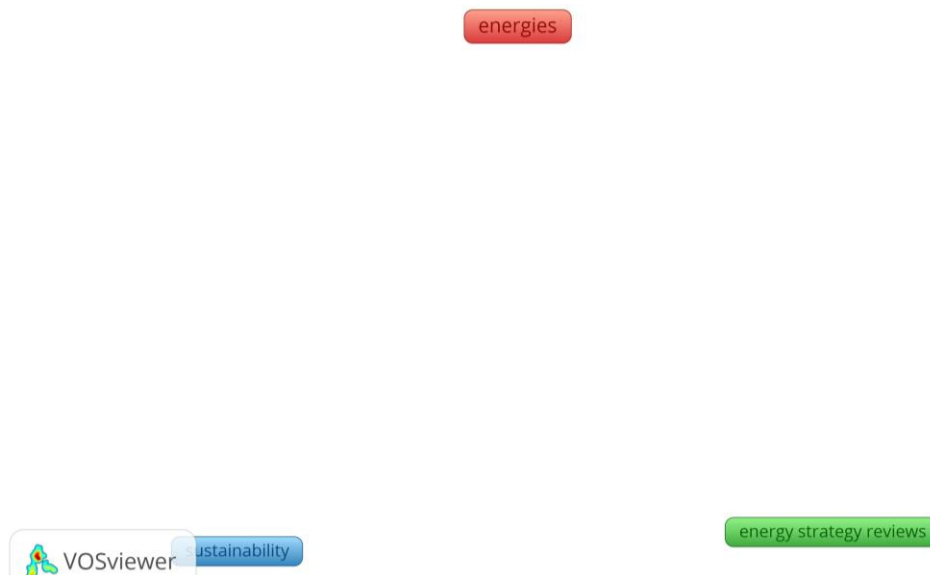 energies
energy strategy reviews
sustainability
VOSviewer